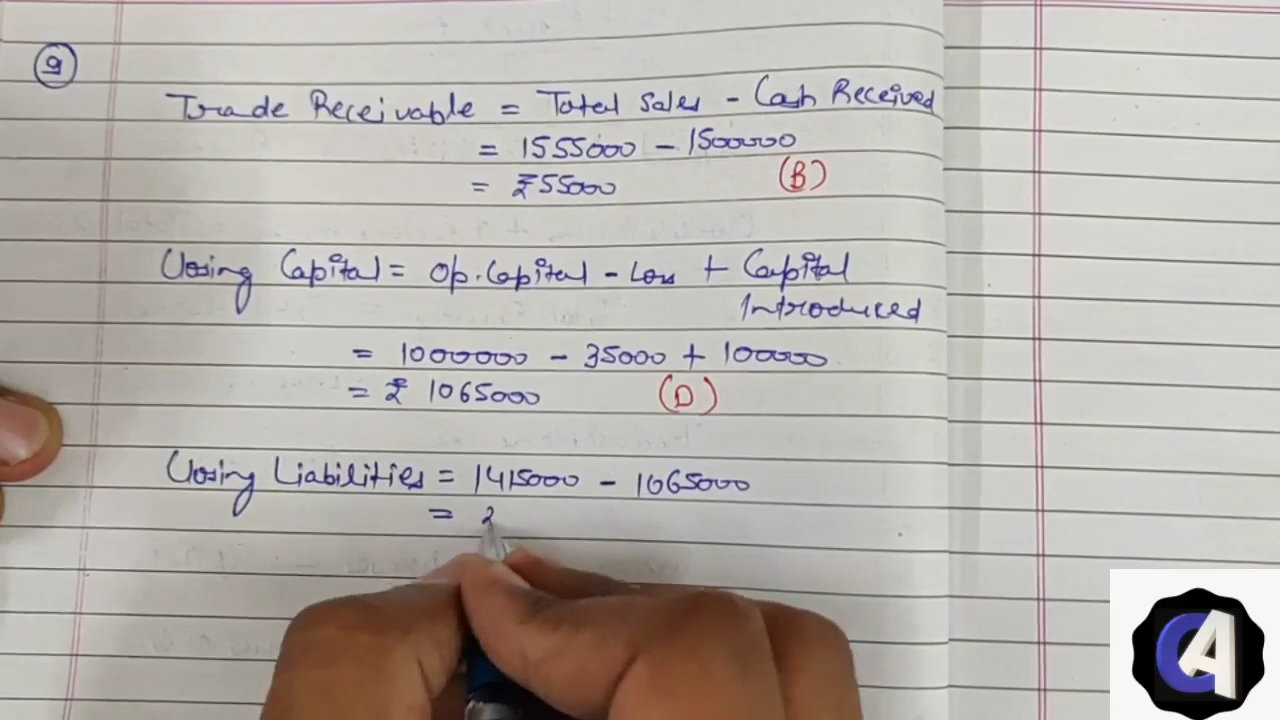 9
Trade Receivable = Total Sales - Cash Received
= 1555000 - 1500000
= ₹55000 (B)
Closing Capital = Op. Capital - Loss + Capital
Introduced
= 1000000 - 35000 + 100000
= ₹ 1065000 (D)
Closing Liabilities = 1415000 - 1065000
=
CA